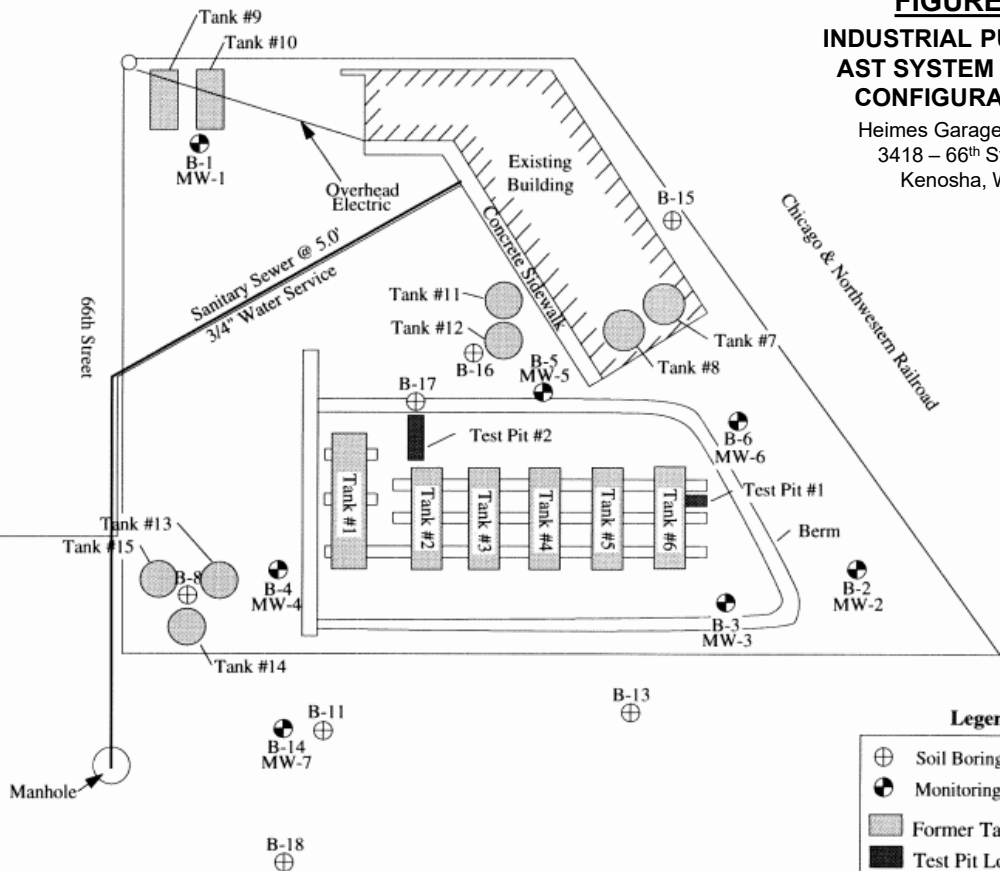 FIGURE
INDUSTRIAL PU
AST SYSTEM
CONFIGURA
Heimes Garage
3418 – 66th S
Kenosha, W
Tank #9
Tank #10
B-1
MW-1
Overhead
Electric
Existing
Building
B-15
Chicago & Northwestern Railroad
Sanitary Sewer @ 5.0'
3/4" Water Service
Concrete Sidewalk
66th Street
Tank #11
Tank #12
B-16
B-5
MW-5
Tank #7
Tank #8
B-17
Test Pit #2
B-6
MW-6
Tank #1
Tank #2
Tank #3
Tank #4
Tank #5
Tank #6
Test Pit #1
Berm
Tank #13
Tank #15
B-8
B-4
MW-4
B-3
MW-3
B-2
MW-2
Tank #14
B-11
B-13
B-14
MW-7
Manhole
B-18
Legen
Soil Boring
Monitoring
Former Ta
Test Pit Lo